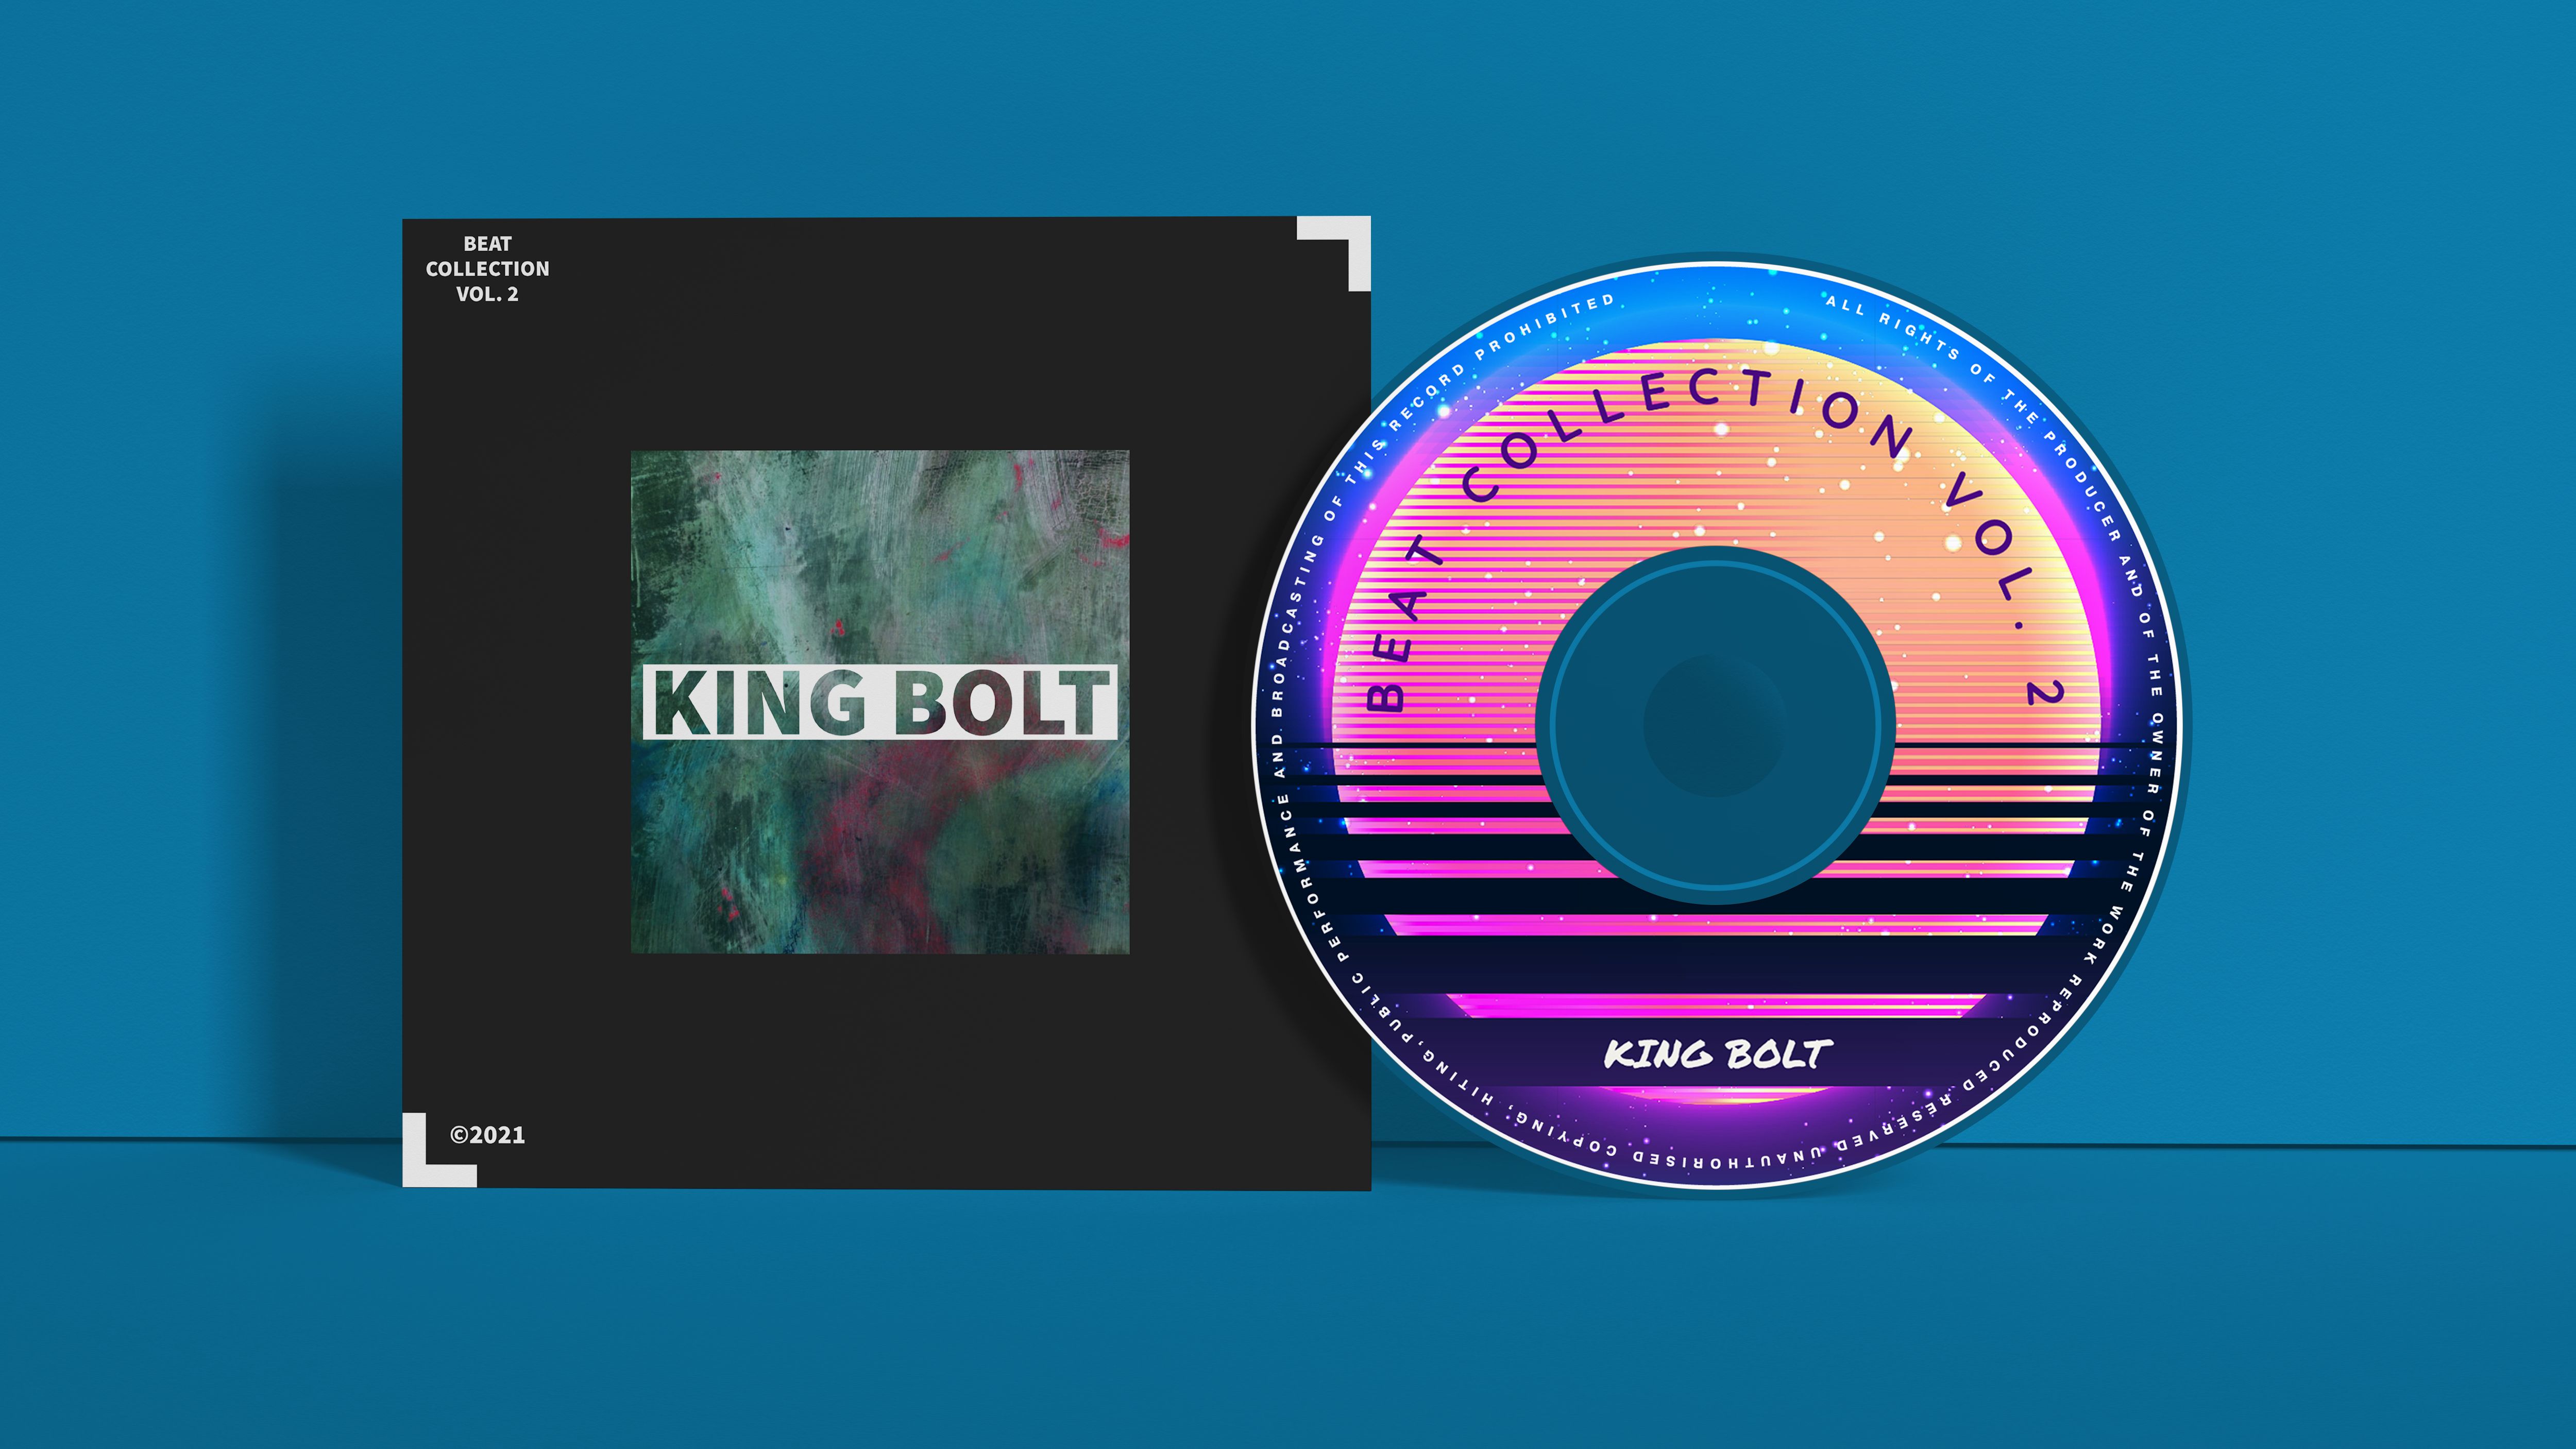 BEAT
COLLECTION
VOL. 2
KING BOLT
©2021
BEAT COLLECTION VOL. 2
KING BOLT
ALL RIGHTS OF THE PRODUCER AND OF THE OWNER OF THE WORK REPRODUCED RESERVED UNAUTHORISED COPYING, HITING,PUBLIC PERFORMANCE AND BROADCASTING OF THIS RECORD PROHIBITED